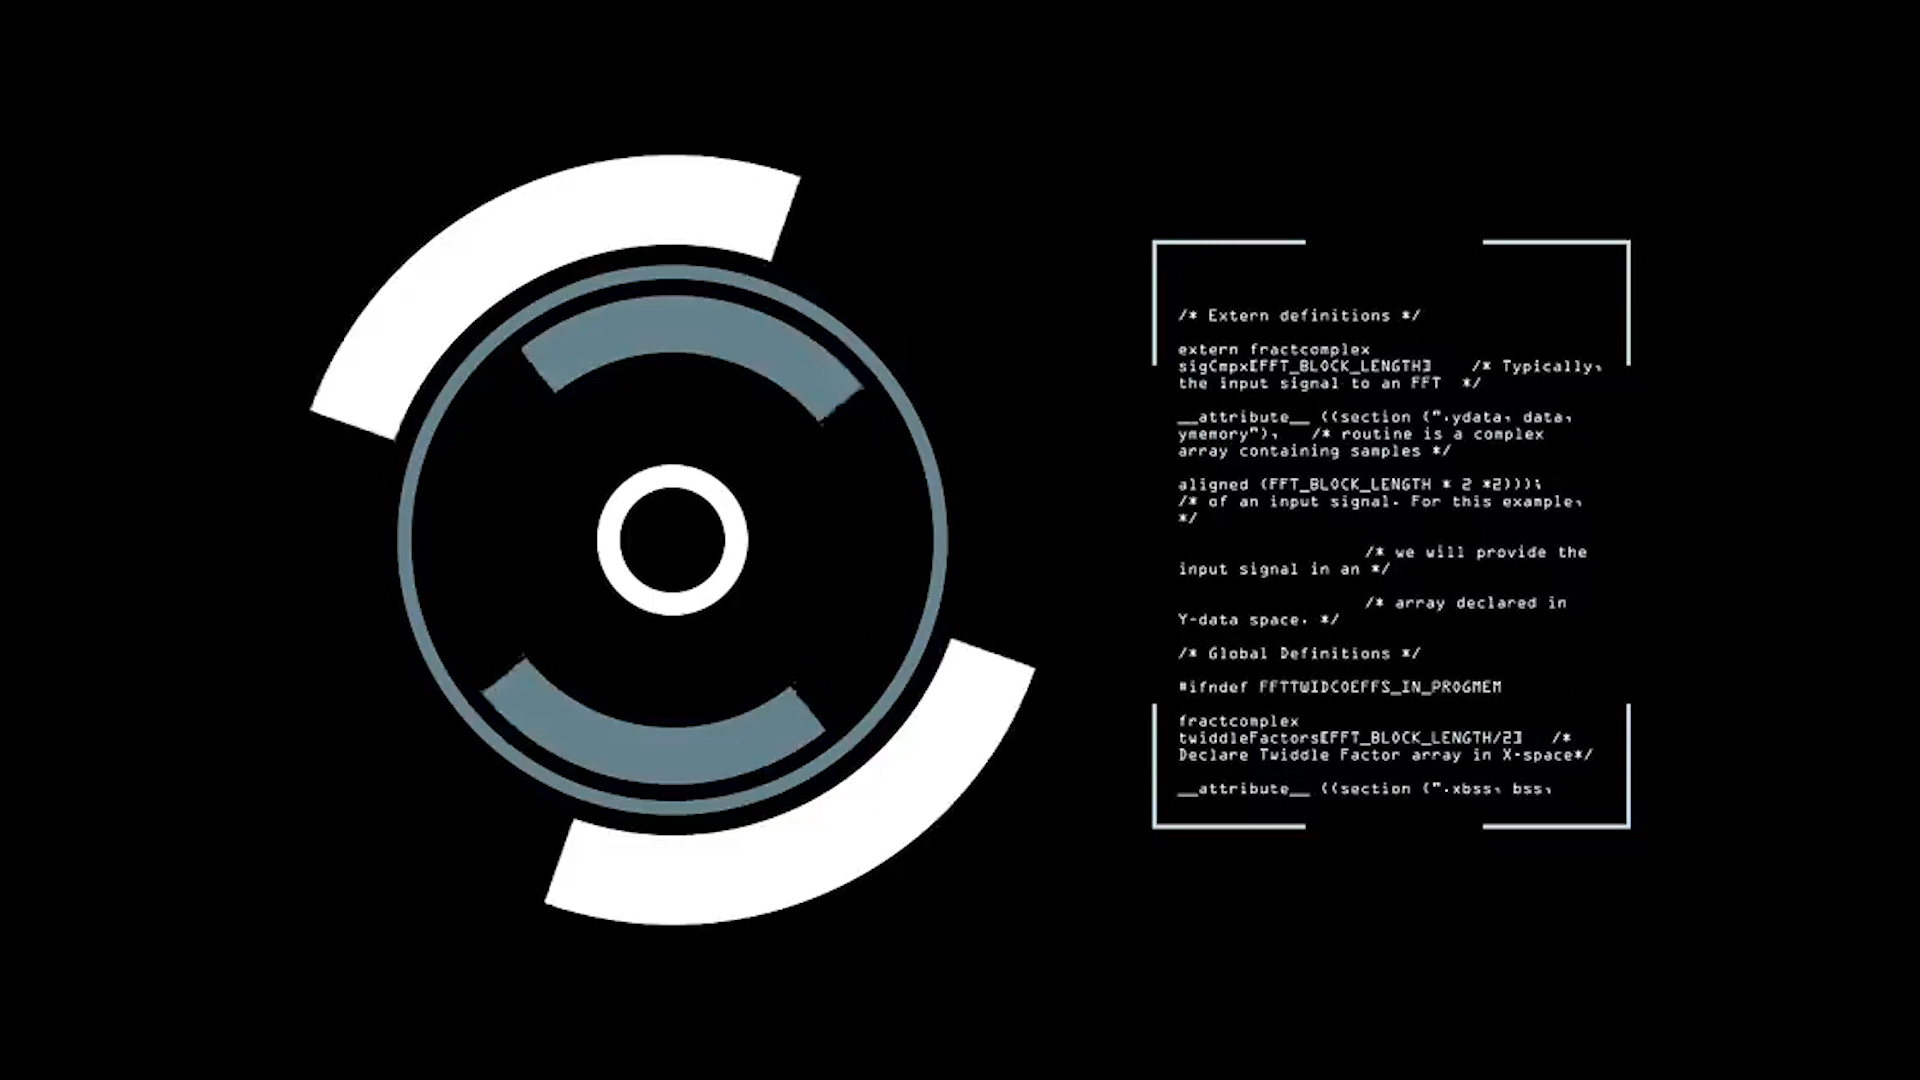 /* Extern definitions */
extern fractcomplex
sigCmpx[FFT_BLOCK_LENGTH]    /* Typically,
the input signal to an FFT  */
__attribute__ ((section (".ydata, data,
ymemory"),   /* routine is a complex
array containing samples */
aligned (FFT_BLOCK_LENGTH * 2 *2)));
/* of an input signal. For this example,
*/
/* we will provide the
input signal in an */
/* array declared in
Y-data space. */
/* Global Definitions */
#ifndef FFTTWIDCOEFFS_IN_PROGMEM
fractcomplex
twiddleFactors[FFT_BLOCK_LENGTH/2]   /*
Declare Twiddle Factor array in X-space*/
__attribute__ ((section (".xbss, bss,